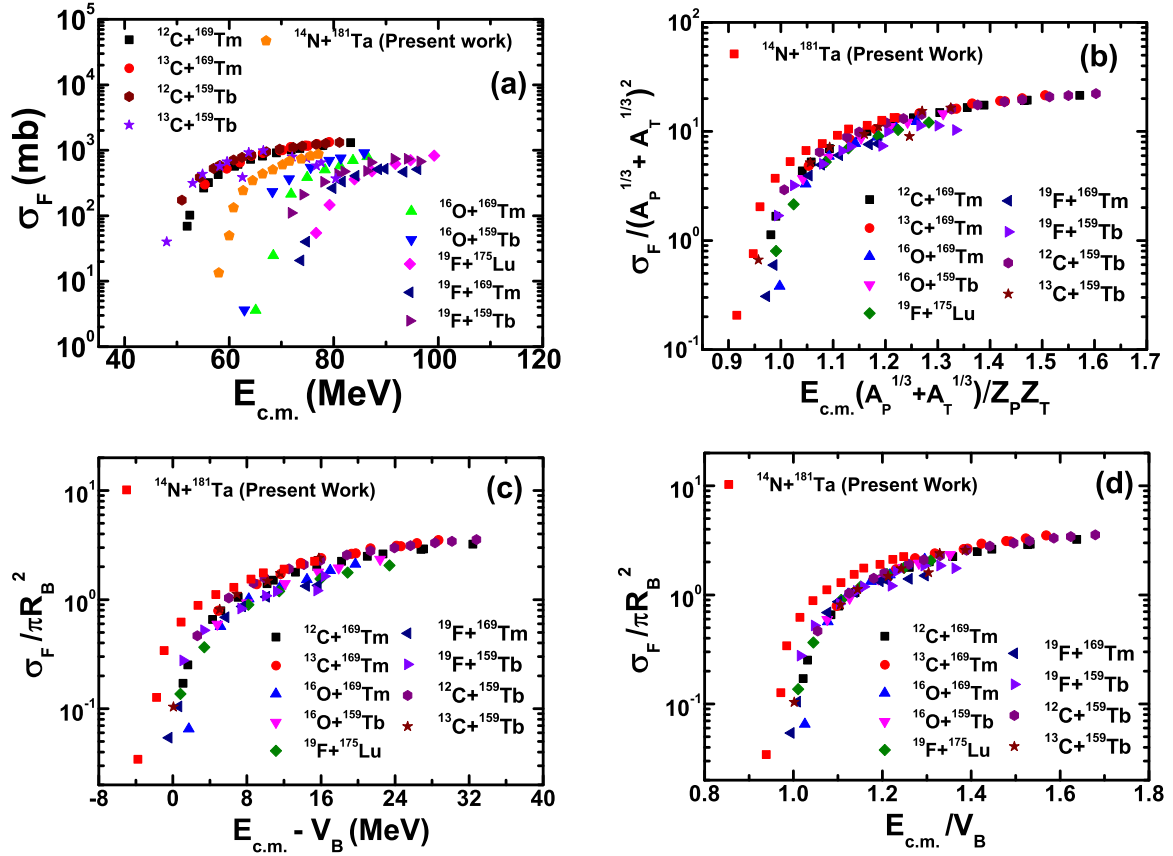 σ_F (mb)
10^5
10^4
10^3
10^2
10^1
10^0
^12C+^169Tm
^13C+^169Tm
^12C+^159Tb
^13C+^159Tb
^14N+^181Ta (Present work)
(a)
^16O+^169Tm
^16O+^159Tb
^19F+^175Lu
^19F+^169Tm
^19F+^159Tb
40 60 80 100 120
E_c.m. (MeV)
σ_F/(A_P^1/3 + A_T^1/3)^2
10^2
10^1
10^0
10^-1
^14N+^181Ta (Present Work)
(b)
^12C+^169Tm
^13C+^169Tm
^16O+^169Tm
^16O+^159Tb
^19F+^175Lu
^19F+^169Tm
^19F+^159Tb
^12C+^159Tb
^13C+^159Tb
0.9 1.0 1.1 1.2 1.3 1.4 1.5 1.6 1.7
E_c.m.(A_P^1/3+A_T^1/3)/Z_PZ_T
σ_F/πR_B^2
10^1
10^0
10^-1
^14N+^181Ta (Present Work)
(c)
^12C+^169Tm
^13C+^169Tm
^16O+^169Tm
^16O+^159Tb
^19F+^175Lu
^19F+^169Tm
^19F+^159Tb
^12C+^159Tb
^13C+^159Tb
-8 0 8 16 24 32 40
E_c.m. - V_B (MeV)
σ_F/πR_B^2
10^1
10^0
10^-1
^14N+^181Ta (Present Work)
(d)
^12C+^169Tm
^13C+^169Tm
^16O+^169Tm
^16O+^159Tb
^19F+^175Lu
^19F+^169Tm
^19F+^159Tb
^12C+^159Tb
^13C+^159Tb
0.8 1.0 1.2 1.4 1.6 1.8
E_c.m./V_B